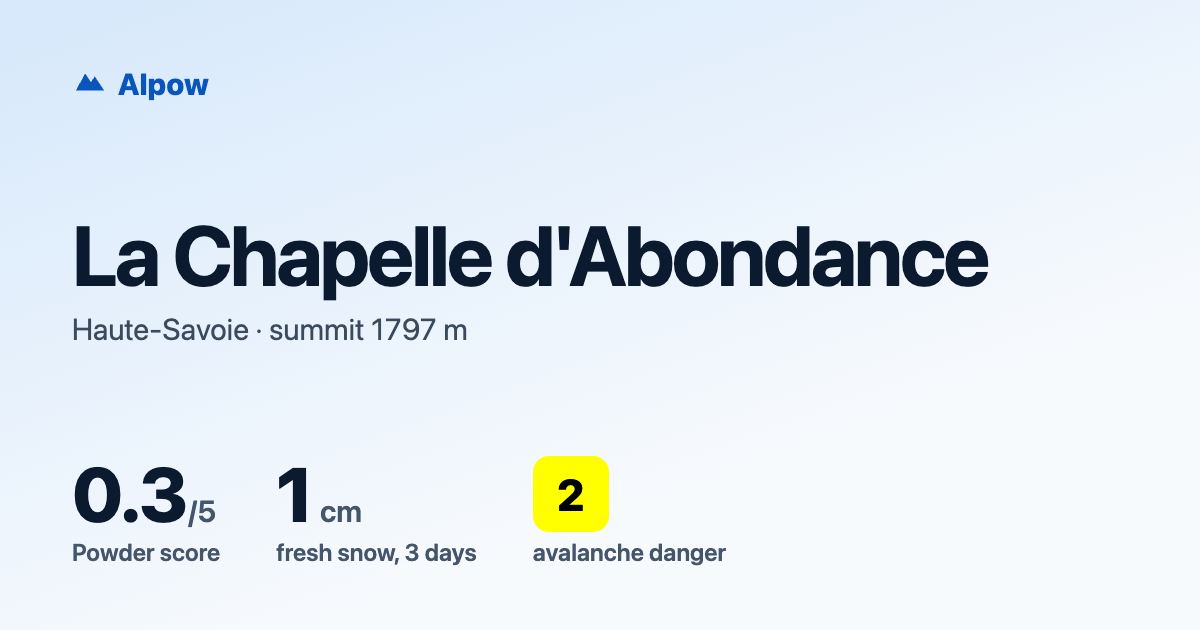 Alpow
La Chapelle d'Abondance
Haute-Savoie · summit 1797 m
0.3/5
Powder score
1 cm
fresh snow, 3 days
2
avalanche danger